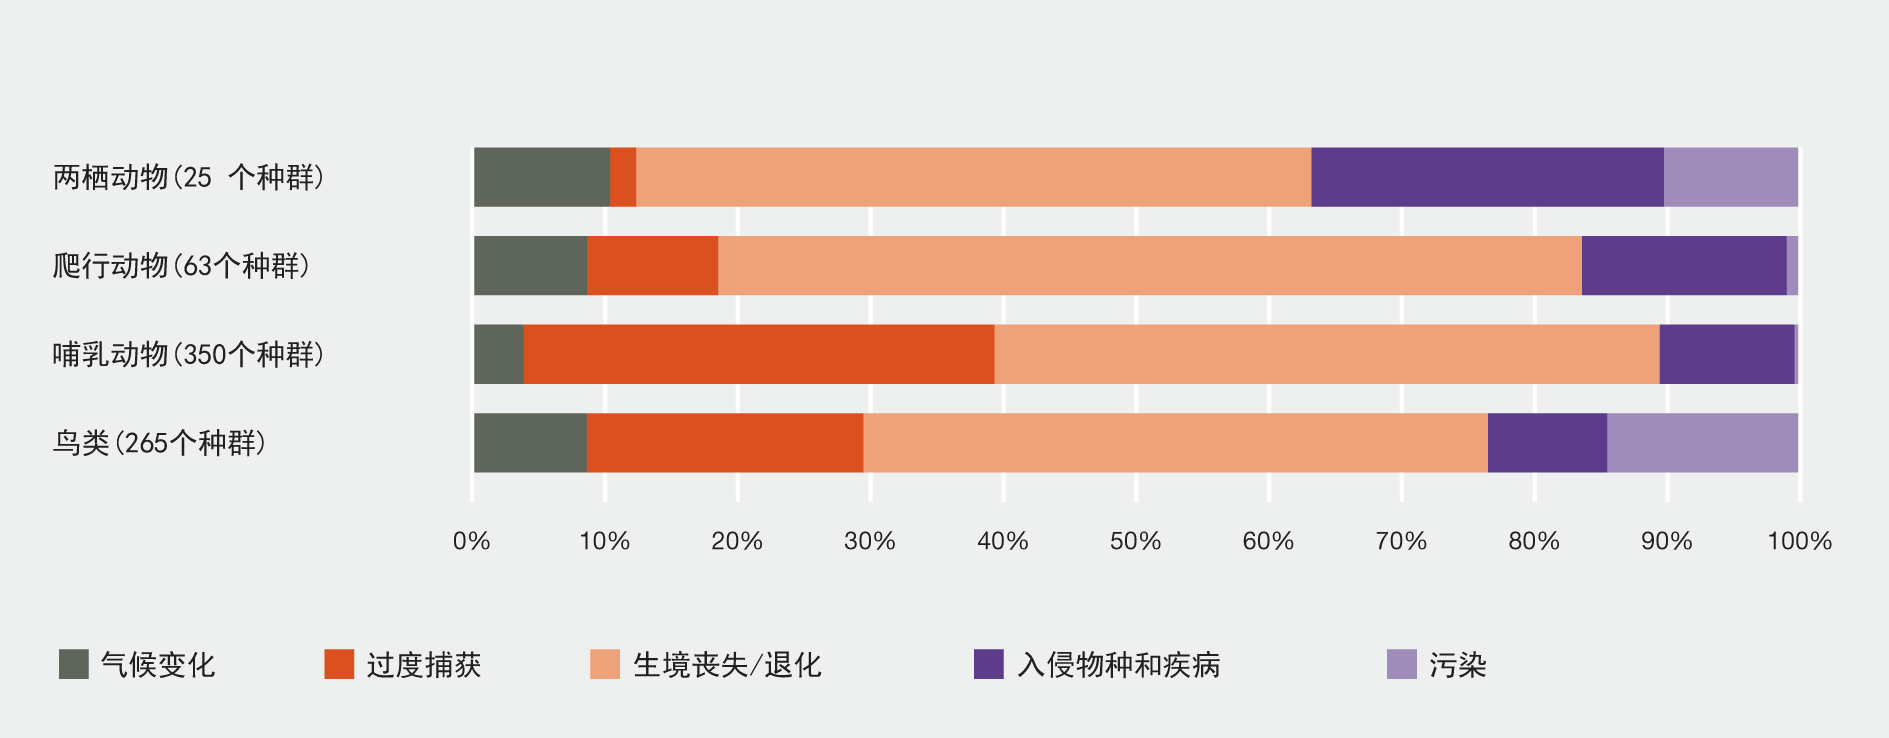 两栖动物(25 个种群)
爬行动物(63个种群)
哺乳动物(350个种群)
鸟类(265个种群)
0% 10% 20% 30% 40% 50% 60% 70% 80% 90% 100%
气候变化 过度捕获 生境丧失/退化 入侵物种和疾病 污染